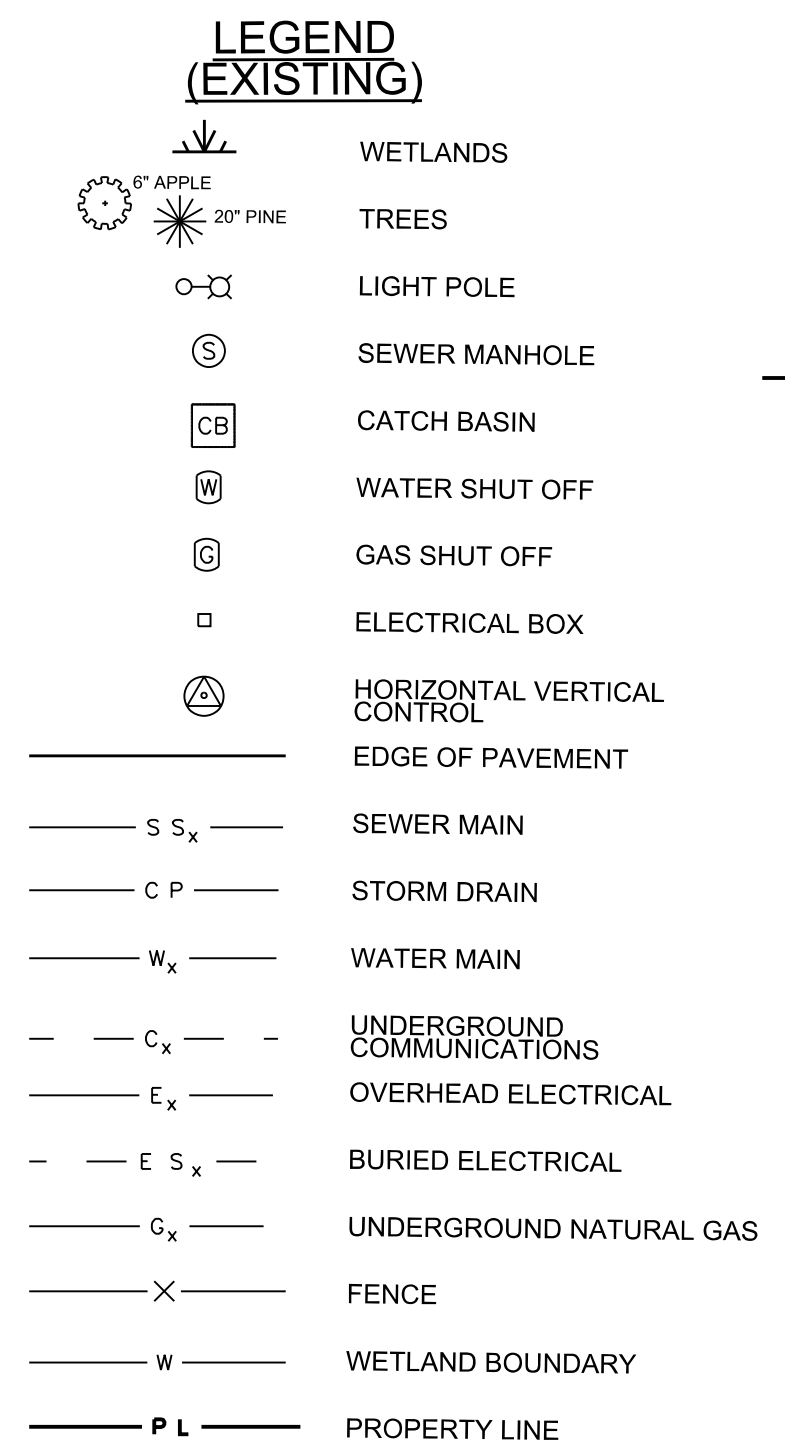 LEGEND
(EXISTING)
WETLANDS
6" APPLE
20" PINE
TREES
LIGHT POLE
S
SEWER MANHOLE
CB
CATCH BASIN
W
WATER SHUT OFF
G
GAS SHUT OFF
ELECTRICAL BOX
HORIZONTAL VERTICAL
CONTROL
EDGE OF PAVEMENT
S Sx
SEWER MAIN
C P
STORM DRAIN
Wx
WATER MAIN
Cx
UNDERGROUND
COMMUNICATIONS
Ex
OVERHEAD ELECTRICAL
E Sx
BURIED ELECTRICAL
Gx
UNDERGROUND NATURAL GAS
X
FENCE
W
WETLAND BOUNDARY
P L
PROPERTY LINE